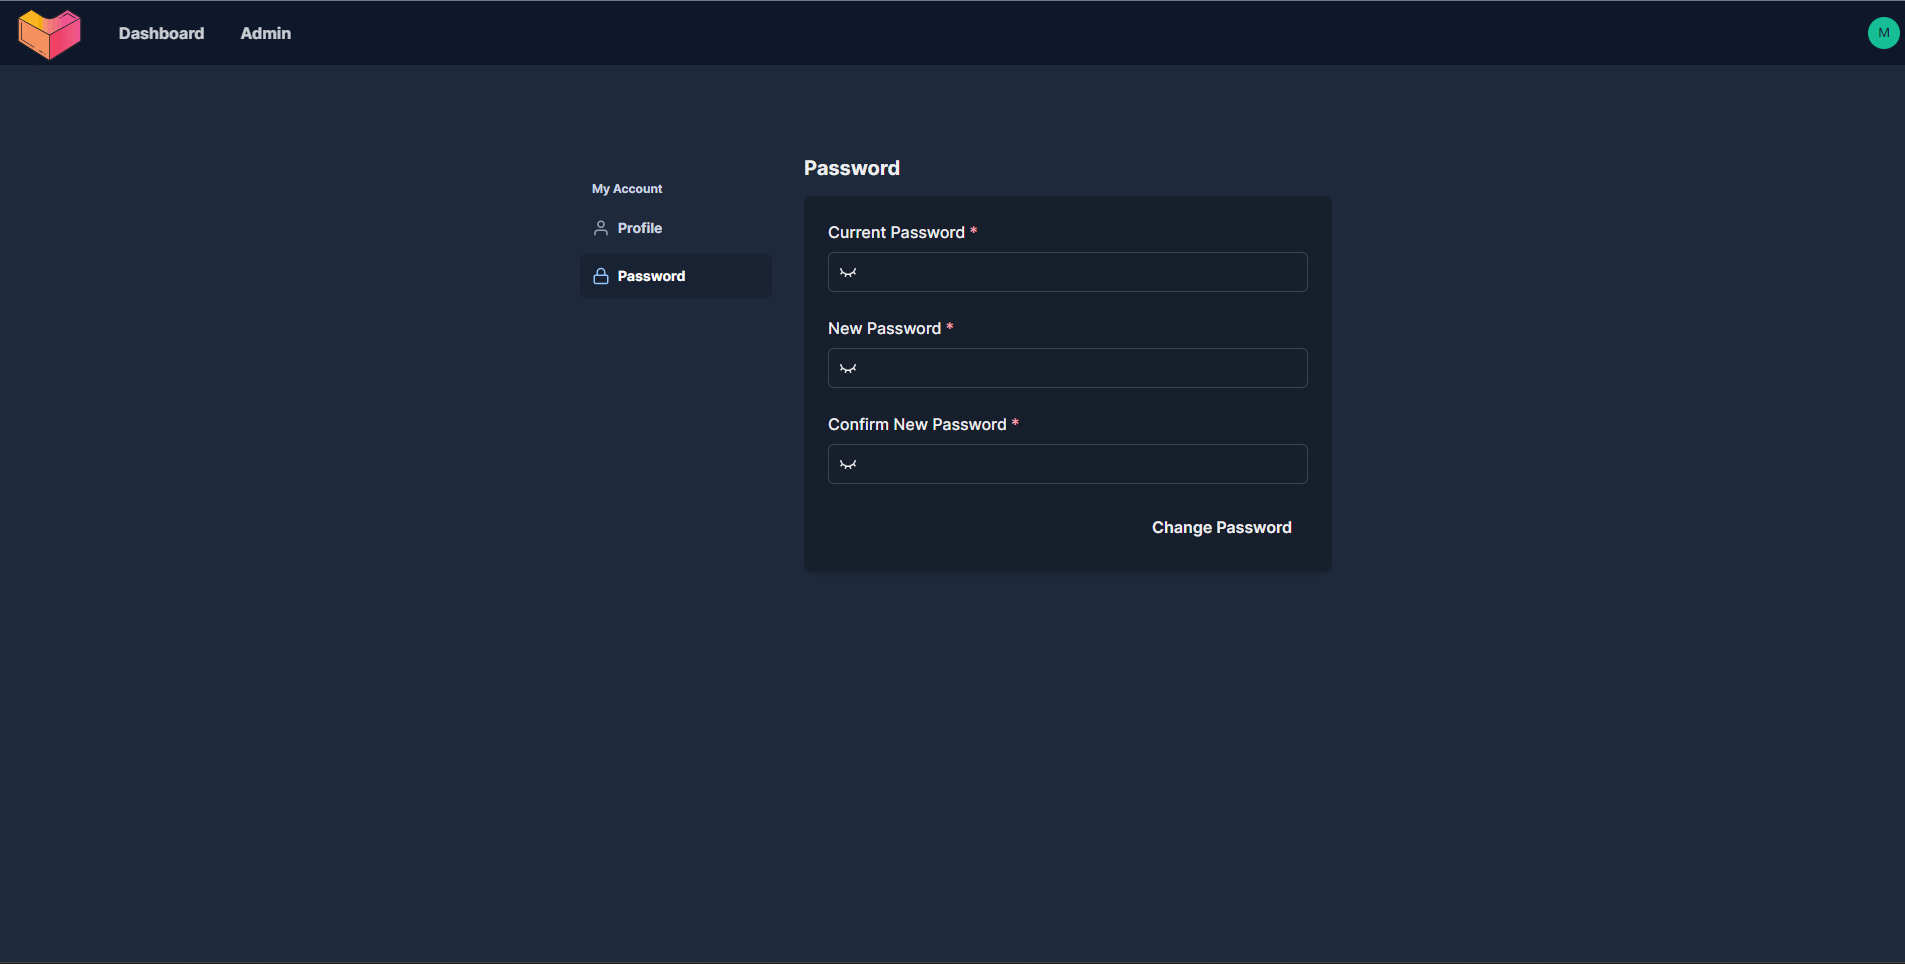 Dashboard
Admin
M
My Account
Profile
Password
Password
Current Password *
New Password *
Confirm New Password *
Change Password